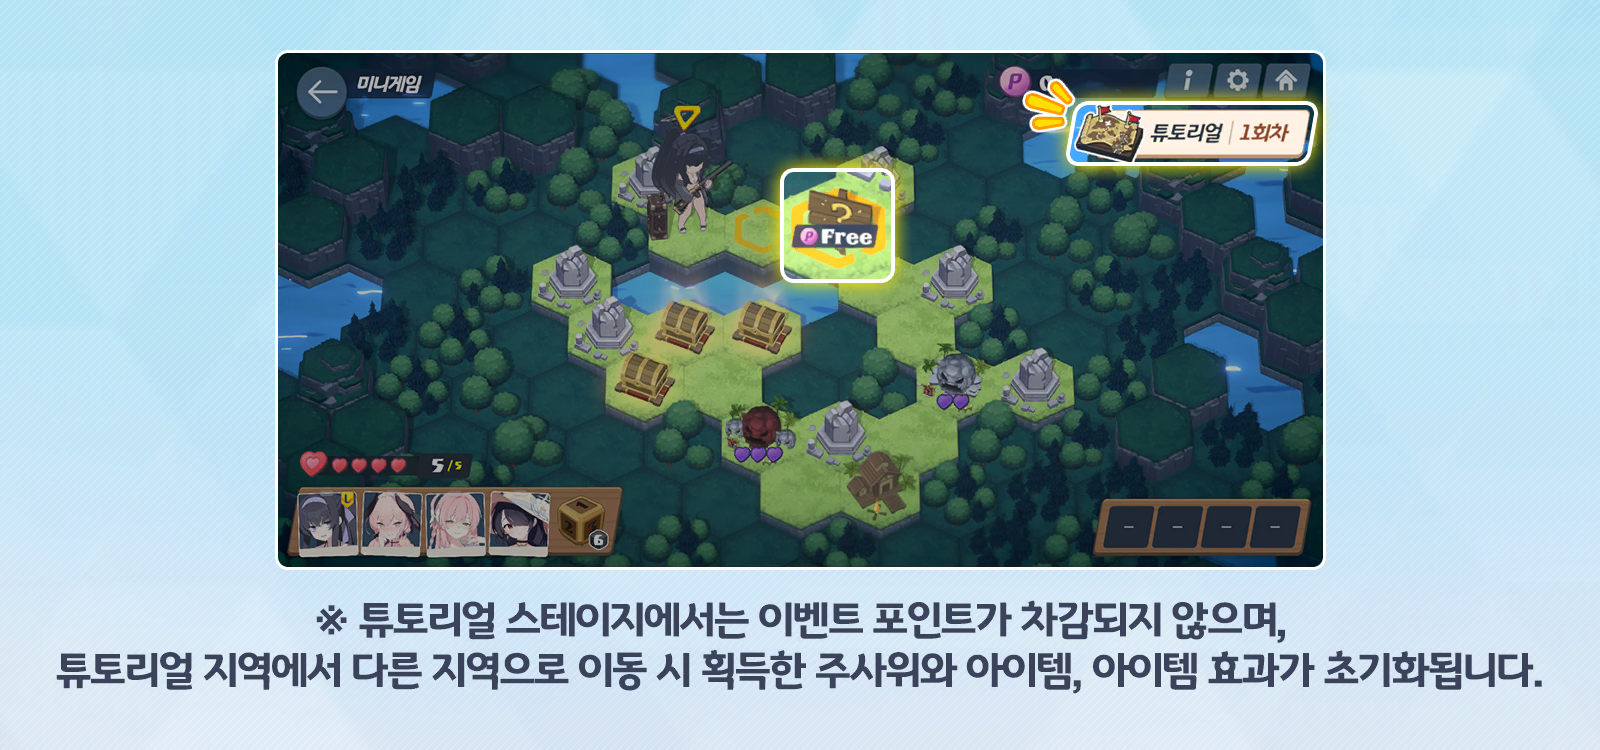 미니게임
P 0
i
튜토리얼 | 1회차
?
P Free
5/5
L
2
6
- - - -
※ 튜토리얼 스테이지에서는 이벤트 포인트가 차감되지 않으며,
튜토리얼 지역에서 다른 지역으로 이동 시 획득한 주사위와 아이템, 아이템 효과가 초기화됩니다.